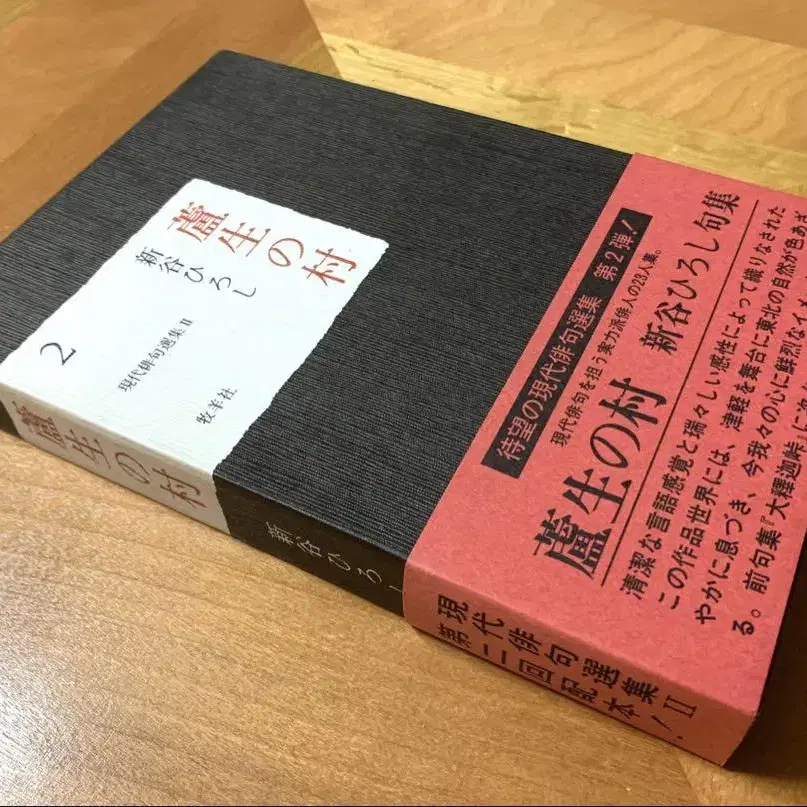 蘆生の村
新谷ひろし
2
現代俳句選集Ⅱ
牧羊社
蘆生の村
新谷ひろし
待望の現代俳句選集 第2弾!
現代俳句を担う実力派俳人の23人集。
蘆生の村 新谷ひろし句集
清潔な言語感覚と瑞々しい感性によって織りなされた
この作品世界には、津軽を舞台に東北の自然が色あざ
やかに息づき、今我々の心に鮮烈なイメ
る。前句集『大釋迦峠』に
現代俳句選集Ⅱ
第二回配本!